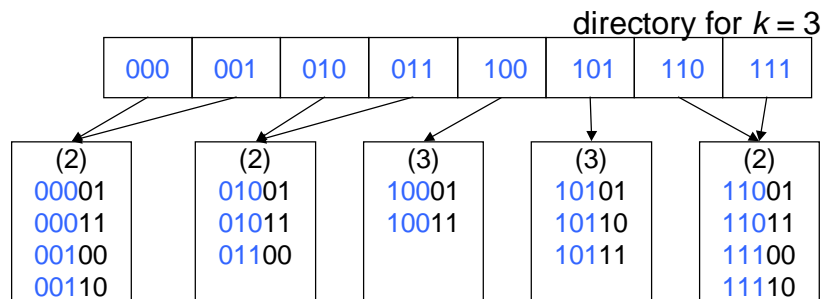 directory for k = 3
000 001 010 011 100 101 110 111
(2) (2) (3) (3) (2)
00001 01001 10001 10101 11001
00011 01011 10011 10110 11011
00100 01100 10111 11100
00110 11110